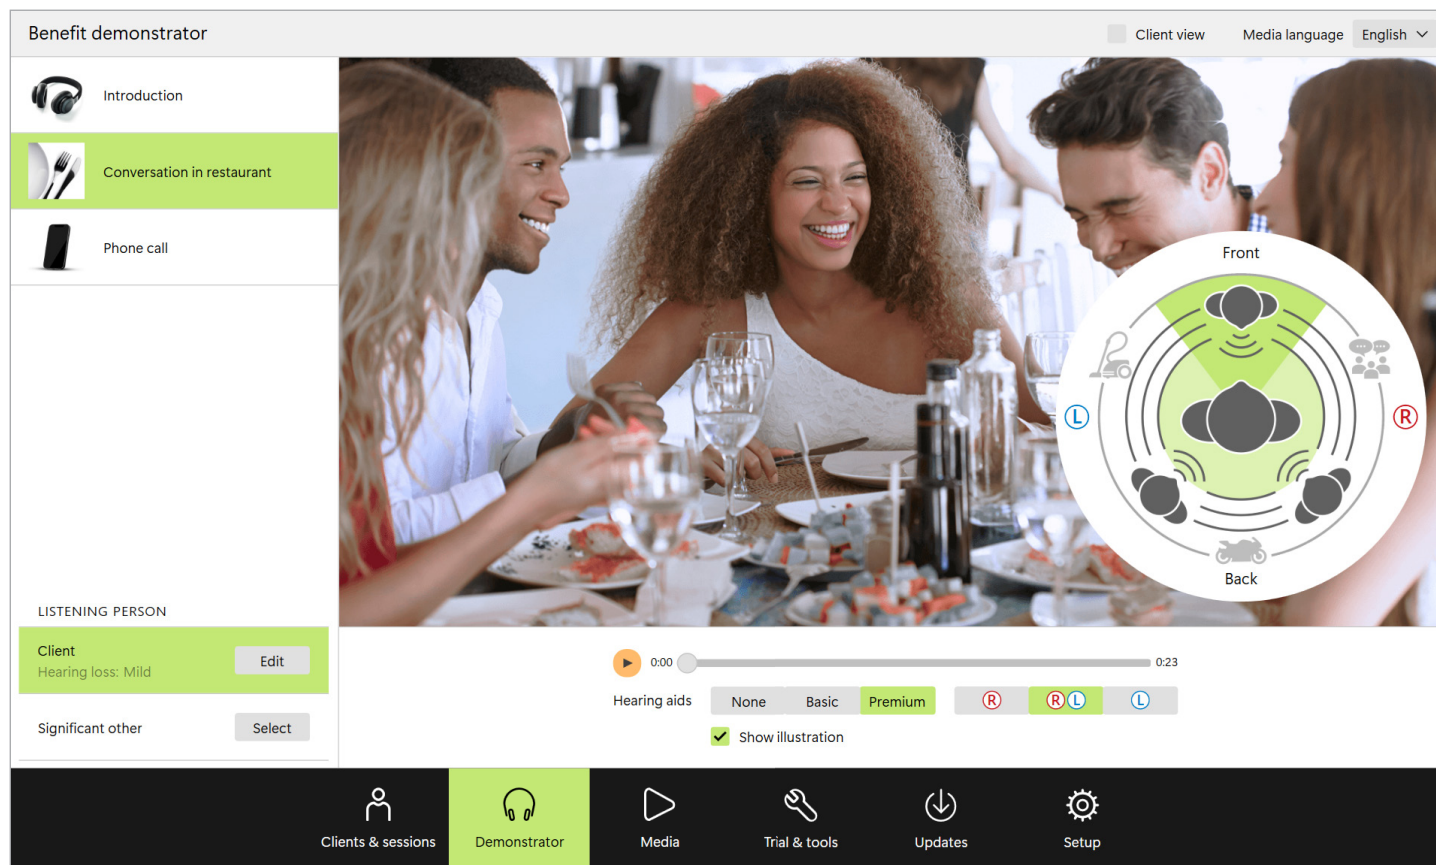 Benefit demonstrator
Client view
Media language
English
Introduction
Conversation in restaurant
Phone call
Front
L
R
Back
LISTENING PERSON
Client
Edit
Hearing loss: Mild
Significant other
Select
0:00
0:23
Hearing aids
None
Basic
Premium
R
R L
L
Show illustration
Clients & sessions
Demonstrator
Media
Trial & tools
Updates
Setup